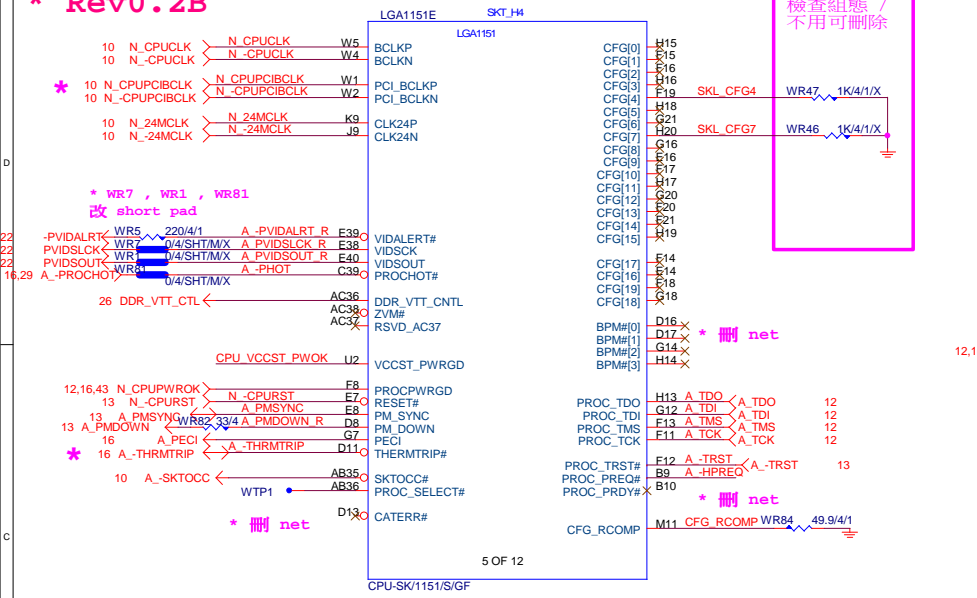 * Rev0.2B
檢查組態 /
不用可刪除
LGA1151E
SKT_H4
LGA1151
10 N_CPUCLK N_CPUCLK W5 BCLKP
10 N_-CPUCLK N_-CPUCLK W4 BCLKN
* 10 N_CPUPCIBCLK N_CPUPCIBCLK W1 PCI_BCLKP
10 N_-CPUPCIBCLK N_-CPUPCIBCLK W2 PCI_BCLKN
10 N_24MCLK N_24MCLK K9 CLK24P
10 N_-24MCLK N_-24MCLK J9 CLK24N
* WR7 , WR1 , WR81
改 short pad
22 -PVIDALRT WR5 220/4/1 A_-PVIDALRT_R E39 VIDALERT#
22 PVIDSLCK WR7 0/4/SHT/M/X A_PVIDSLCK_R E38 VIDSCK
22 PVIDSOUT WR1 0/4/SHT/M/X A_PVIDSOUT_R E40 VIDSOUT
16,29 A_-PROCHOT WR81 0/4/SHT/M/X A_-PHOT C39 PROCHOT#
26 DDR_VTT_CTL AC36 DDR_VTT_CNTL
AC38 ZVM#
AC37 RSVD_AC37
CPU_VCCST_PWOK U2 VCCST_PWRGD
12,16,43 N_CPUPWROK F8 PROCPWRGD
13 N_-CPURST N_-CPURST E7 RESET#
13 A_PMSYNC A_PMSYNC E8 PM_SYNC
13 A_PMDOWN WR82 33/4 A_PMDOWN_R D8 PM_DOWN
16 A_PECI G7 PECI
* 16 A_-THRMTRIP A_-THRMTRIP D11 THERMTRIP#
10 A_-SKTOCC AB35 SKTOCC#
WTP1 AB36 PROC_SELECT#
* 刪 net D13 CATERR#
CFG[0] H15
CFG[1] F15
CFG[2] F16
CFG[3] H16
CFG[4] F19 SKL_CFG4 WR47 1K/4/1/X
CFG[5] H18
CFG[6] G21
CFG[7] H20 SKL_CFG7 WR46 1K/4/1/X
CFG[8] G16
CFG[9] E16
CFG[10] F17
CFG[11] H17
CFG[12] G20
CFG[13] F20
CFG[14] F21
CFG[15] H19
CFG[17] F14
CFG[16] E14
CFG[19] F18
CFG[18] G18
BPM#[0] D16
BPM#[1] D17
BPM#[2] G14
BPM#[3] H14
* 刪 net
12,1
PROC_TDO H13 A_TDO A_TDO 12
PROC_TDI G12 A_TDI A_TDI 12
PROC_TMS F13 A_TMS A_TMS 12
PROC_TCK F11 A_TCK A_TCK 12
PROC_TRST# F12 A_-TRST A_-TRST 13
PROC_PREQ# B9 A_-HPREQ
PROC_PRDY# B10
* 刪 net
CFG_RCOMP M11 CFG_RCOMP WR84 49.9/4/1
5 OF 12
CPU-SK/1151/S/GF
D
C